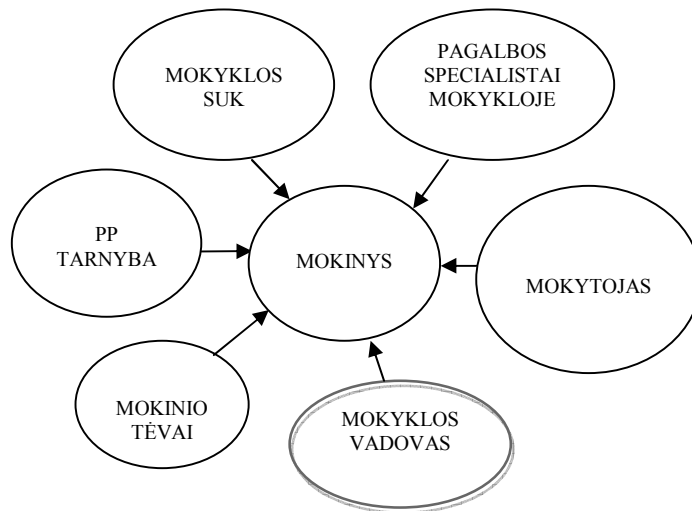 MOKYKLOS
SUK
PAGALBOS
SPECIALISTAI
MOKYKLOJE
PP
TARNYBA
MOKINYS
MOKYTOJAS
MOKINIO
TĖVAI
MOKYKLOS
VADOVAS